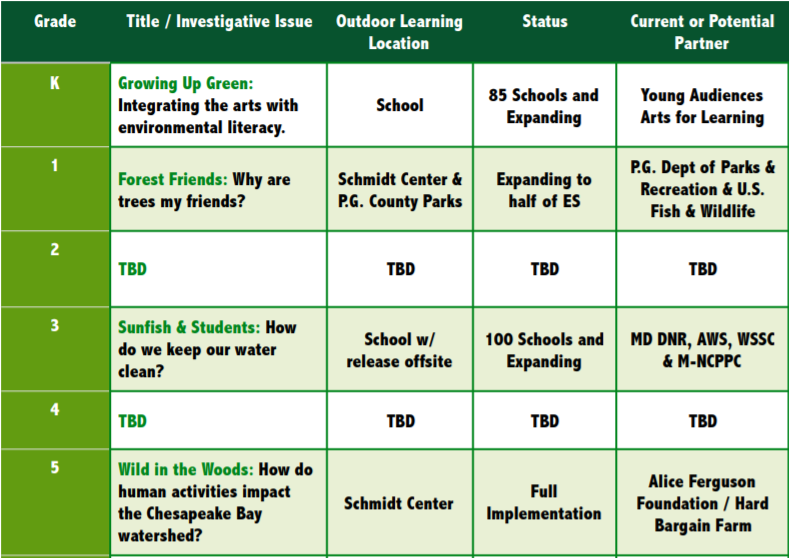 Grade
Title / Investigative Issue
Outdoor Learning
Location
Status
Current or Potential
Partner
K
Growing Up Green:
Integrating the arts with
environmental literacy.
School
85 Schools and
Expanding
Young Audiences
Arts for Learning
1
Forest Friends: Why are
trees my friends?
Schmidt Center &
P.G. County Parks
Expanding to
half of ES
P.G. Dept of Parks &
Recreation & U.S.
Fish & Wildlife
2
TBD
TBD
TBD
TBD
3
Sunfish & Students: How
do we keep our water
clean?
School w/
release offsite
100 Schools and
Expanding
MD DNR, AWS, WSSC
& M-NCPPC
4
TBD
TBD
TBD
TBD
5
Wild in the Woods: How do
human activities impact
the Chesapeake Bay
watershed?
Schmidt Center
Full
Implementation
Alice Ferguson
Foundation / Hard
Bargain Farm